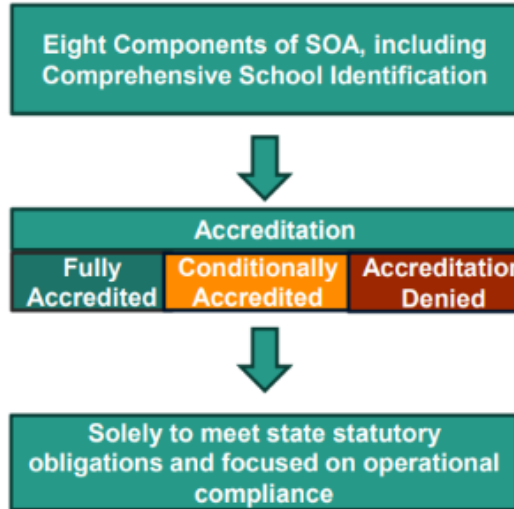 Eight Components of SOA, including
Comprehensive School Identification
Accreditation
Fully
Accredited
Conditionally
Accredited
Accreditation
Denied
Solely to meet state statutory
obligations and focused on operational
compliance